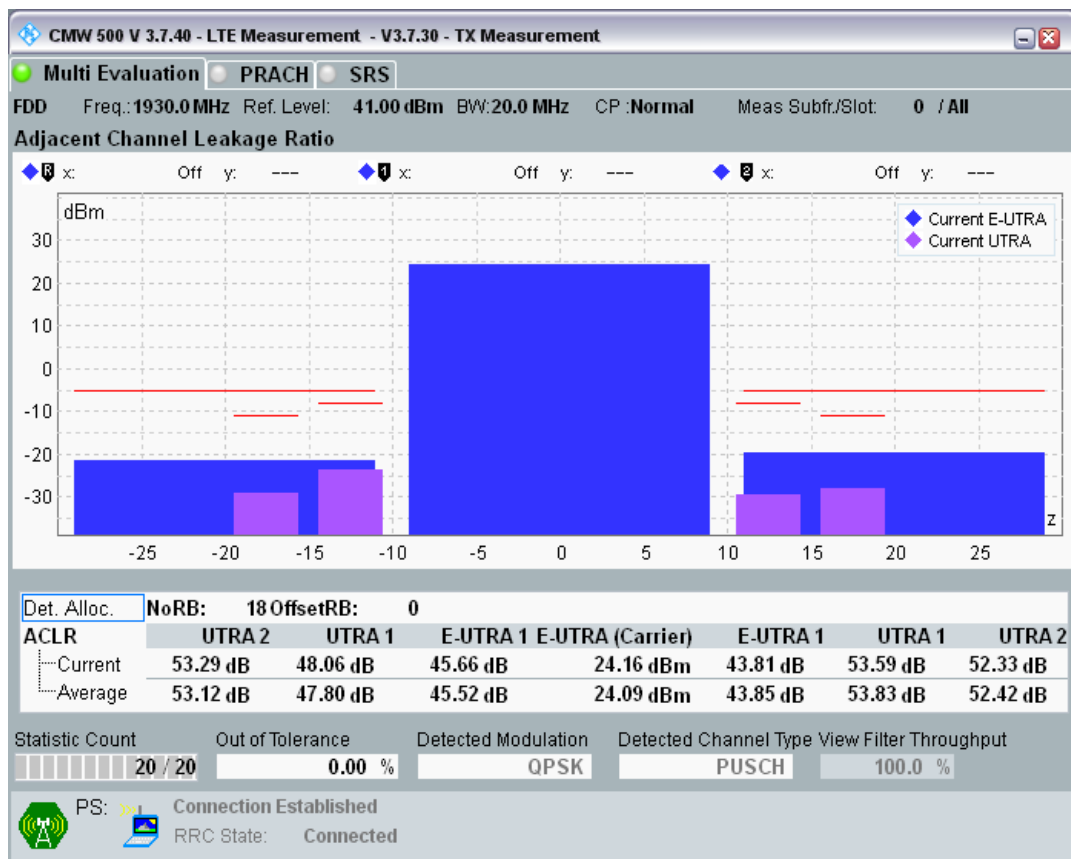 CMW 500 V 3.7.40 - LTE Measurement - V3.7.30 - TX Measurement
Multi Evaluation PRACH SRS
FDD Freq.:1930.0 MHz Ref. Level: 41.00 dBm BW:20.0 MHz CP :Normal Meas Subfr./Slot: 0 / All
Adjacent Channel Leakage Ratio
R x: Off y: --- 1 x: Off y: --- 2 x: Off y: ---
dBm
Current E-UTRA
Current UTRA
30
20
10
0
-10
-20
-30
z
-25 -20 -15 -10 -5 0 5 10 15 20 25
Det. Alloc. NoRB: 18 OffsetRB: 0
ACLR UTRA 2 UTRA 1 E-UTRA 1 E-UTRA (Carrier) E-UTRA 1 UTRA 1 UTRA 2
Current 53.29 dB 48.06 dB 45.66 dB 24.16 dBm 43.81 dB 53.59 dB 52.33 dB
Average 53.12 dB 47.80 dB 45.52 dB 24.09 dBm 43.85 dB 53.83 dB 52.42 dB
Statistic Count Out of Tolerance Detected Modulation Detected Channel Type View Filter Throughput
20 / 20 0.00 % QPSK PUSCH 100.0 %
PS: Connection Established
RRC State: Connected